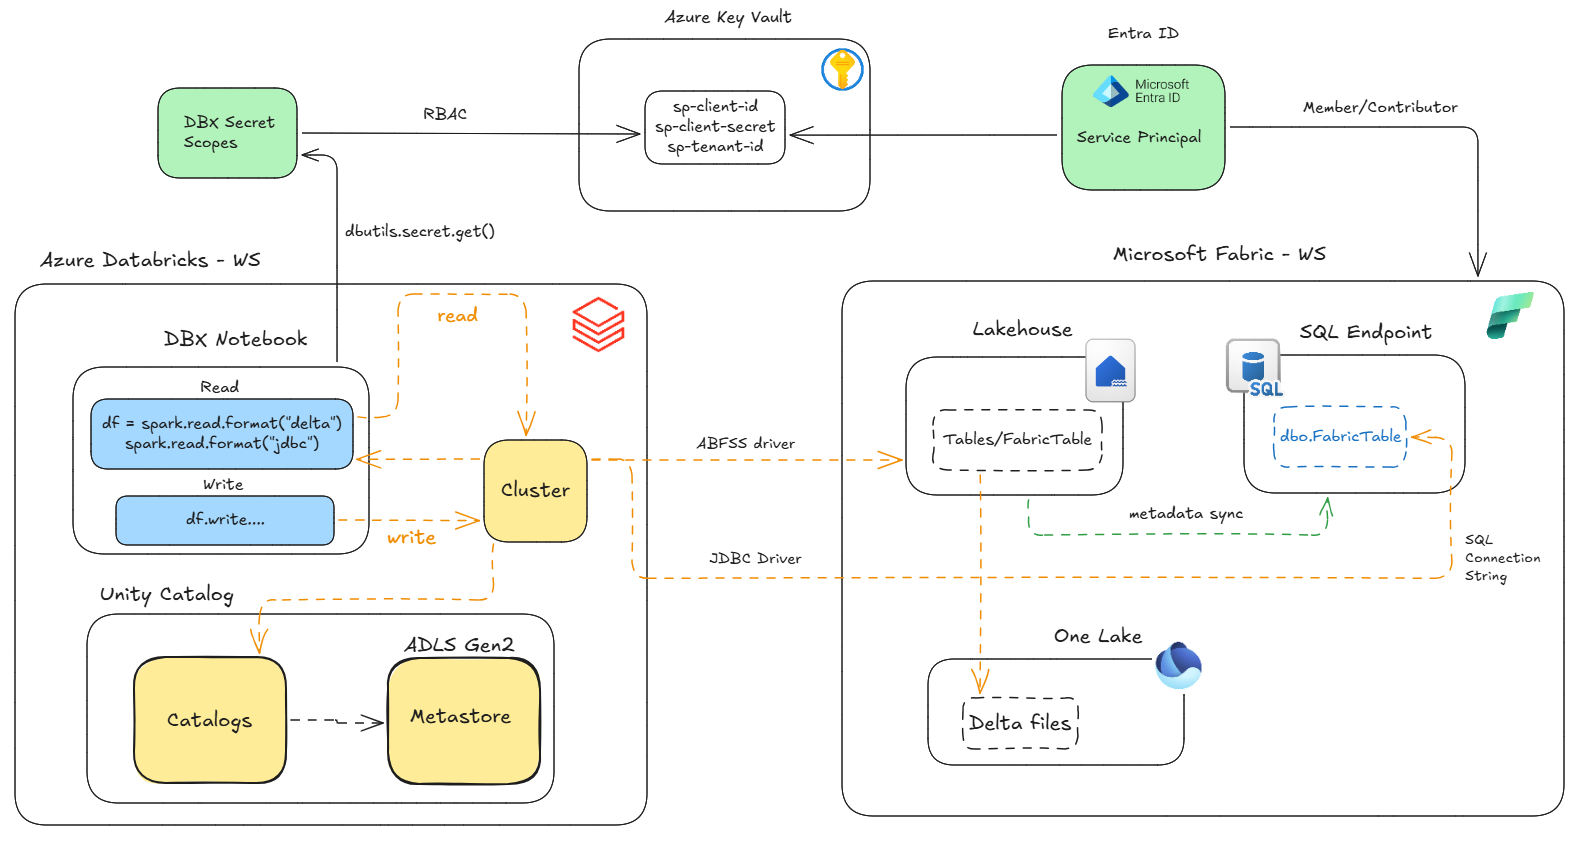 Azure Key Vault
Entra ID
Microsoft
Entra ID
Service Principal
Member/Contributor
DBX Secret
Scopes
RBAC
sp-client-id
sp-client-secret
sp-tenant-id
dbutils.secret.get()
Azure Databricks - WS
Microsoft Fabric - WS
read
DBX Notebook
Read
df = spark.read.format("delta")
spark.read.format("jdbc")
Write
df.write....
write
Cluster
ABFSS driver
JDBC Driver
Lakehouse
Tables/FabricTable
SQL Endpoint
SQL
dbo.FabricTable
metadata sync
SQL
Connection
String
Unity Catalog
ADLS Gen2
Catalogs
Metastore
One Lake
Delta files